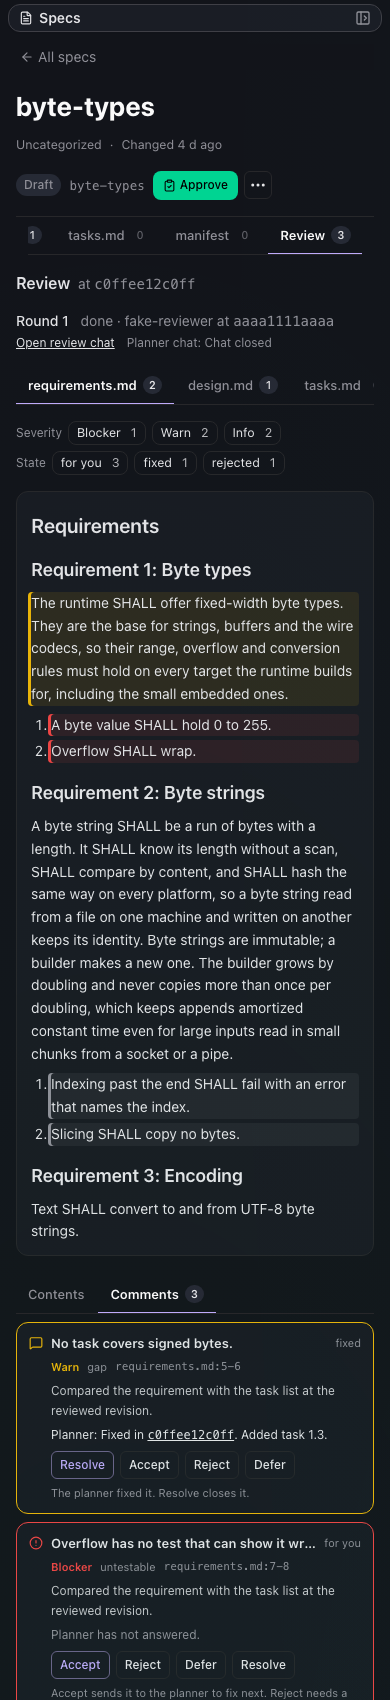 Specs
← All specs
byte-types
Uncategorized · Changed 4 d ago
Draft byte-types Approve ···
1 tasks.md 0 manifest 0 Review 3
Review at c0ffee12c0ff
Round 1 done · fake-reviewer at aaaa1111aaaa
Open review chat Planner chat: Chat closed
requirements.md 2 design.md 1 tasks.md
Severity Blocker 1 Warn 2 Info 2
State for you 3 fixed 1 rejected 1
Requirements
Requirement 1: Byte types
The runtime SHALL offer fixed-width byte types.
They are the base for strings, buffers and the wire
codecs, so their range, overflow and conversion
rules must hold on every target the runtime builds
for, including the small embedded ones.
1. A byte value SHALL hold 0 to 255.
2. Overflow SHALL wrap.
Requirement 2: Byte strings
A byte string SHALL be a run of bytes with a
length. It SHALL know its length without a scan,
SHALL compare by content, and SHALL hash the
same way on every platform, so a byte string read
from a file on one machine and written on another
keeps its identity. Byte strings are immutable; a
builder makes a new one. The builder grows by
doubling and never copies more than once per
doubling, which keeps appends amortized
constant time even for large inputs read in small
chunks from a socket or a pipe.
1. Indexing past the end SHALL fail with an error
that names the index.
2. Slicing SHALL copy no bytes.
Requirement 3: Encoding
Text SHALL convert to and from UTF-8 byte
strings.
Contents Comments 3
No task covers signed bytes. fixed
Warn gap requirements.md:5-6
Compared the requirement with the task list at the
reviewed revision.
Planner: Fixed in c0ffee12c0ff. Added task 1.3.
Resolve Accept Reject Defer
The planner fixed it. Resolve closes it.
Overflow has no test that can show it wr... for you
Blocker untestable requirements.md:7-8
Compared the requirement with the task list at the
reviewed revision.
Planner has not answered.
Accept Reject Defer Resolve
Accept sends it to the planner to fix next. Reject needs a